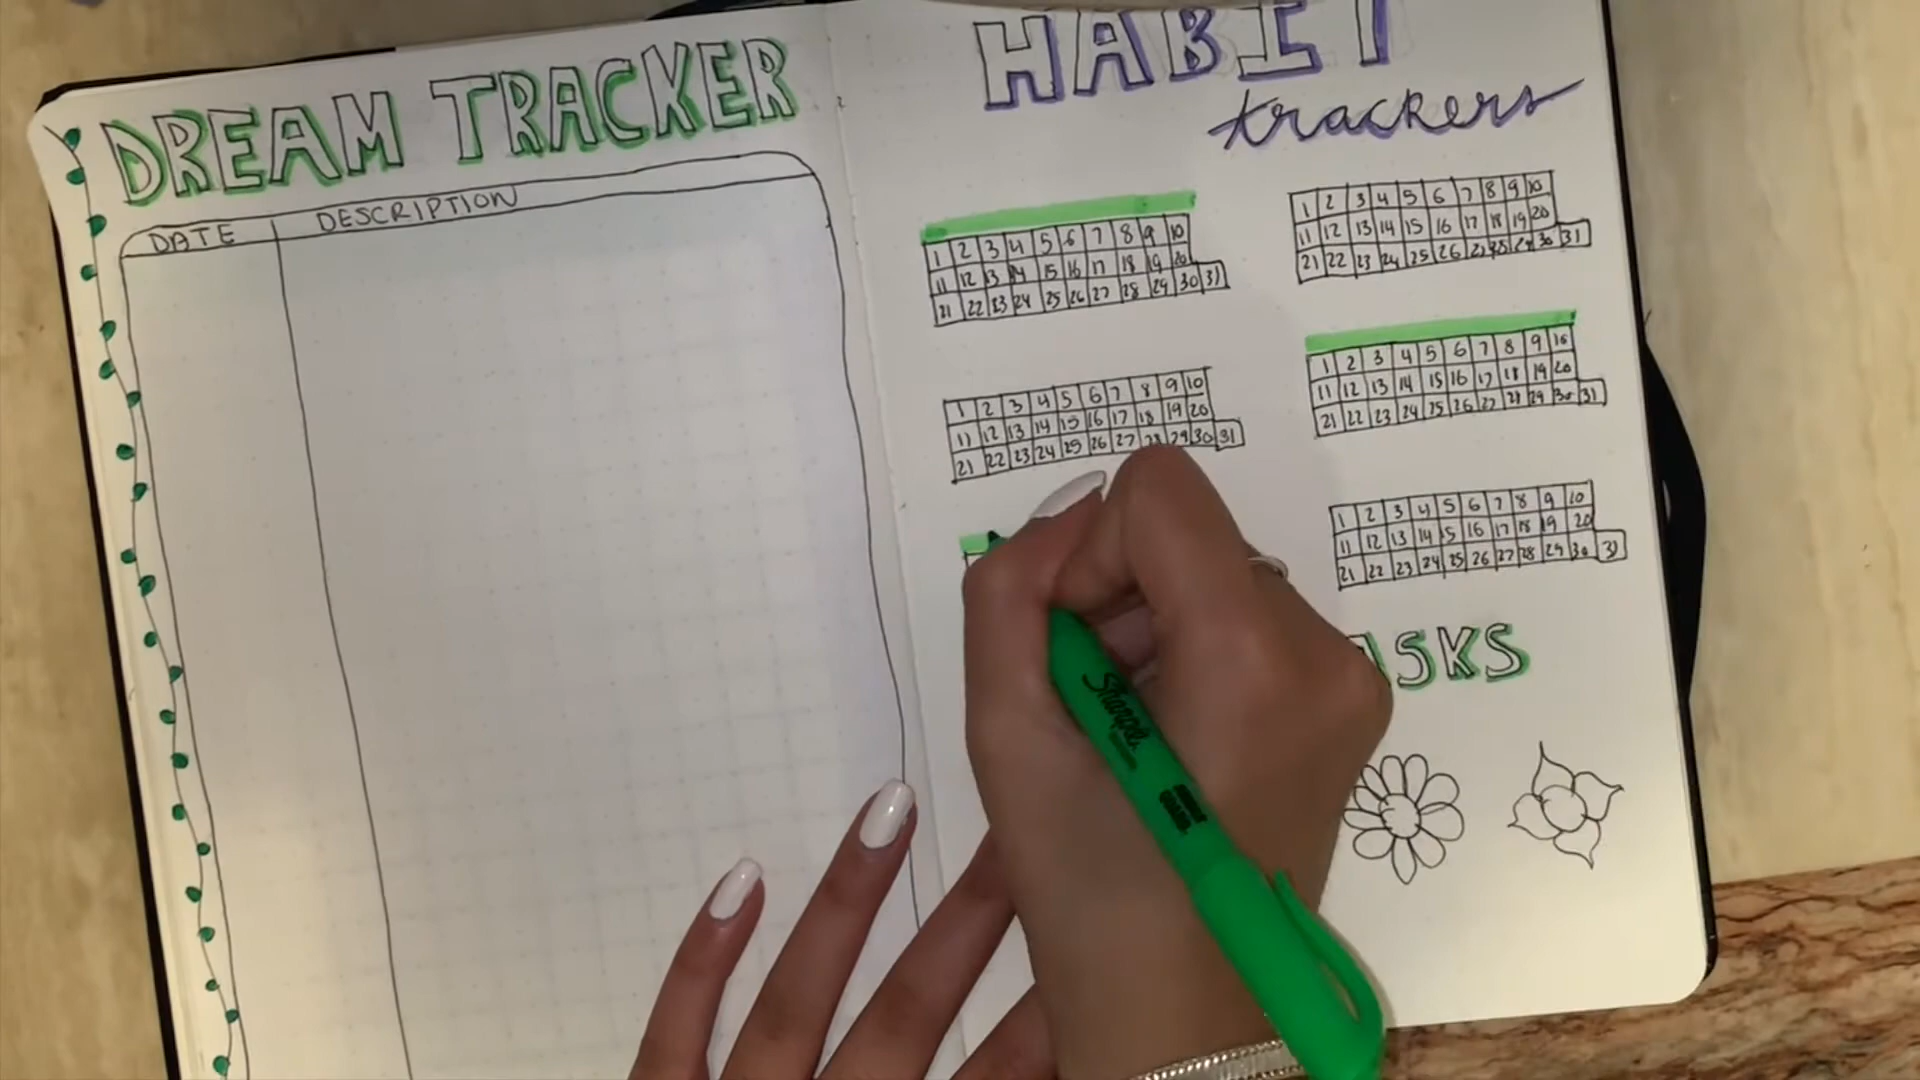 DREAM TRACKER
DATE DESCRIPTION
HABIT
trackers
1 2 3 4 5 6 7 8 9 10
11 12 13 14 15 16 17 18 19 20
21 22 23 24 25 26 27 28 29 30 31
1 2 3 4 5 6 7 8 9 10
11 12 13 14 15 16 17 18 19 20
21 22 23 24 25 26 27 28 29 30 31
1 2 3 4 5 6 7 8 9 10
11 12 13 14 15 16 17 18 19 20
21 22 23 24 25 26 27 28 29 30 31
1 2 3 4 5 6 7 8 9 10
11 12 13 14 15 16 17 18 19 20
21 22 23 24 25 26 27 28 29 30 31
1 2 3 4 5 6 7 8 9 10
11 12 13 14 15 16 17 18 19 20
21 22 23 24 25 26 27 28 29 30 31
ASKS
Sharpie